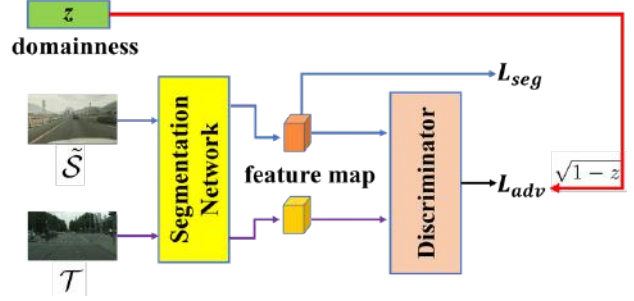 z
domainness
L_seg
S̃
Segmentation
Network
feature map
Discriminator
√1 − z
L_adv
T